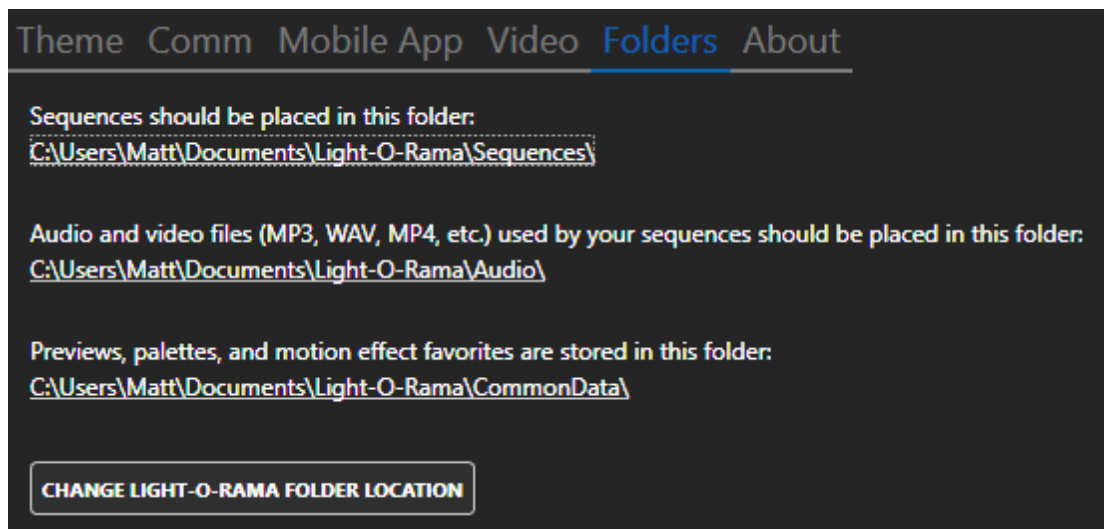 Theme Comm Mobile App Video Folders About
Sequences should be placed in this folder:
C:\Users\Matt\Documents\Light-O-Rama\Sequences\
Audio and video files (MP3, WAV, MP4, etc.) used by your sequences should be placed in this folder:
C:\Users\Matt\Documents\Light-O-Rama\Audio\
Previews, palettes, and motion effect favorites are stored in this folder:
C:\Users\Matt\Documents\Light-O-Rama\CommonData\
CHANGE LIGHT-O-RAMA FOLDER LOCATION